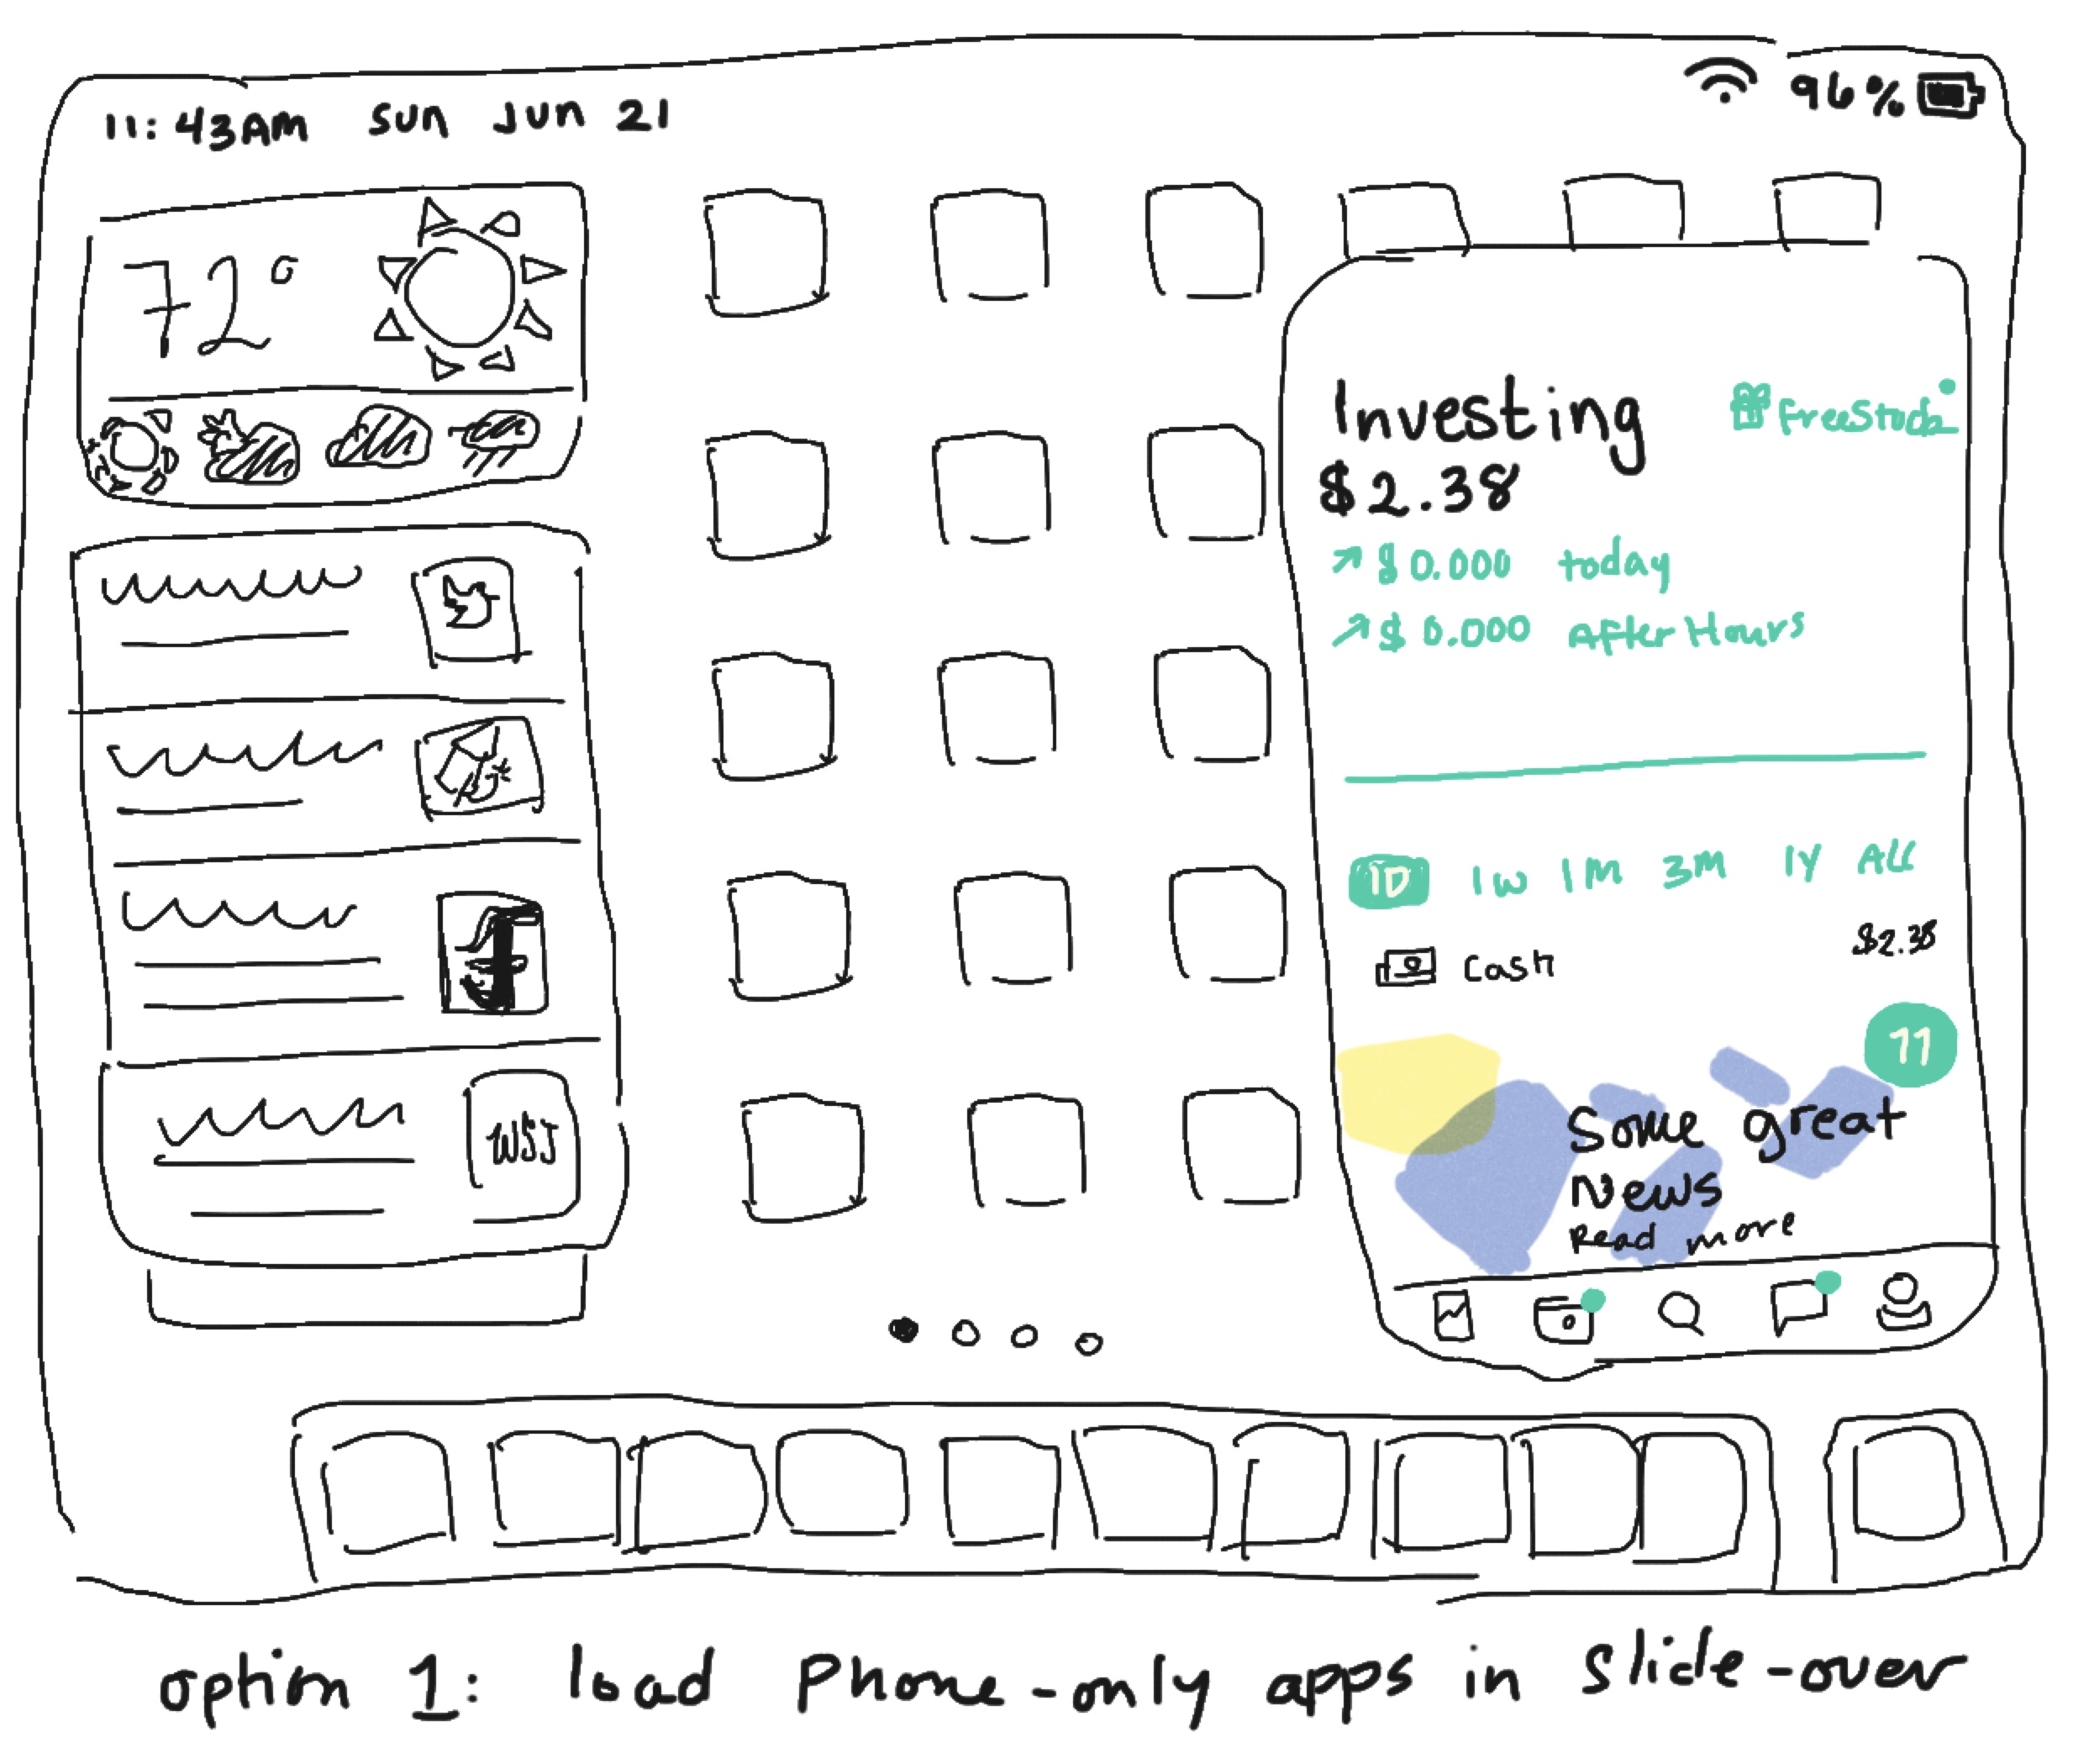 11:43AM sun Jun 21
96%
72°
WSJ
Investing
FreeStock
$2.38
↗ $0.000 today
↗ $0.000 AfterHours
1D 1W 1M 3M 1Y ALL
Cash
$2.38
11
Some great
News
Read more
option 1: load Phone-only apps in Slide-over